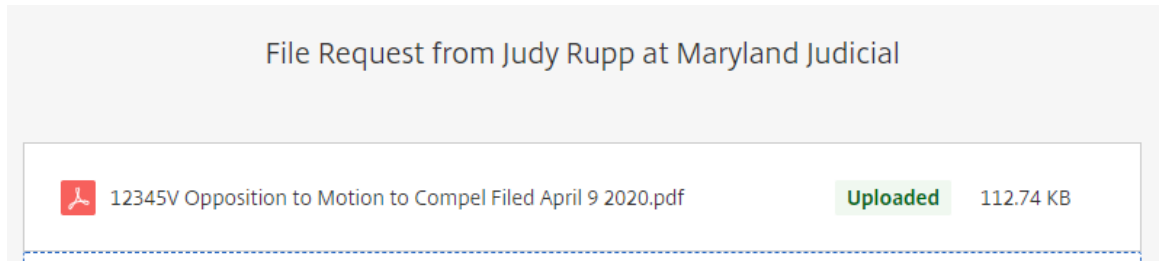 File Request from Judy Rupp at Maryland Judicial
12345V Opposition to Motion to Compel Filed April 9 2020.pdf Uploaded 112.74 KB